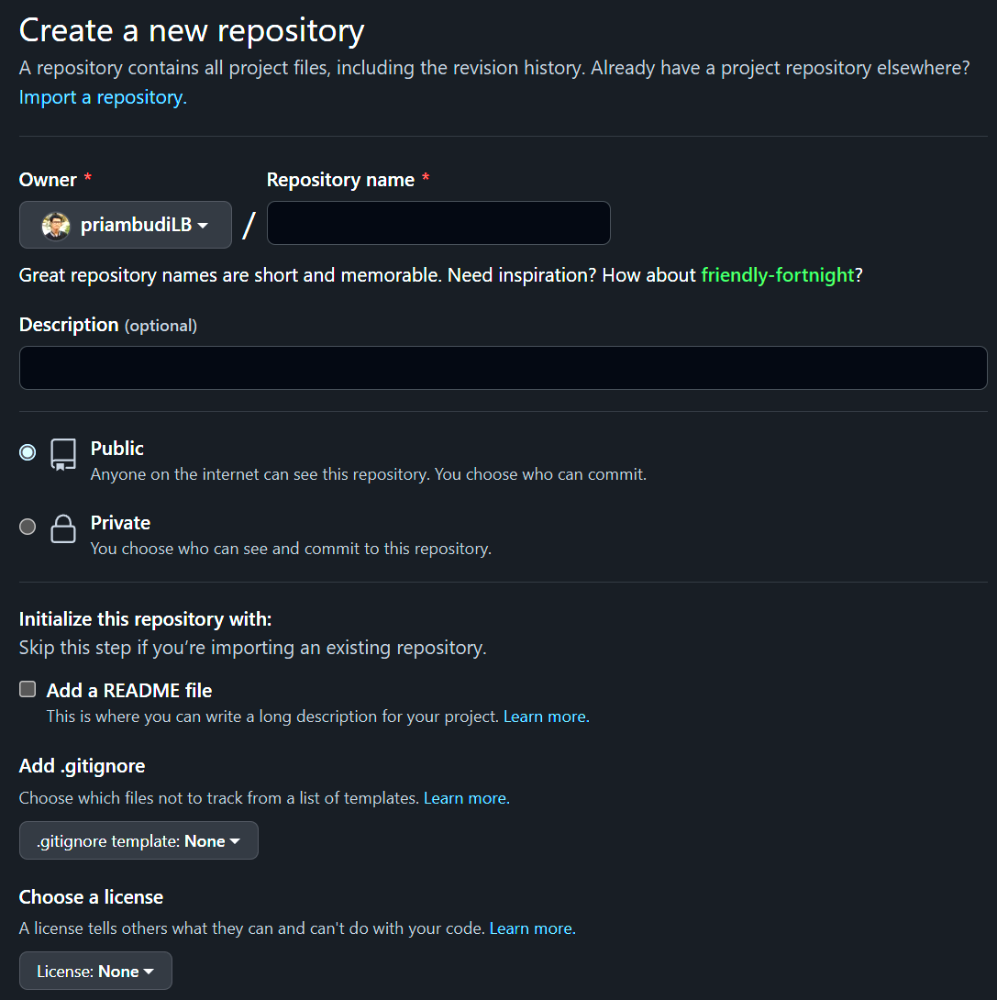 Create a new repository
A repository contains all project files, including the revision history. Already have a project repository elsewhere?
Import a repository.
Owner * Repository name *
priambudiLB /
Great repository names are short and memorable. Need inspiration? How about friendly-fortnight?
Description (optional)
Public
Anyone on the internet can see this repository. You choose who can commit.
Private
You choose who can see and commit to this repository.
Initialize this repository with:
Skip this step if you’re importing an existing repository.
Add a README file
This is where you can write a long description for your project. Learn more.
Add .gitignore
Choose which files not to track from a list of templates. Learn more.
.gitignore template: None
Choose a license
A license tells others what they can and can't do with your code. Learn more.
License: None